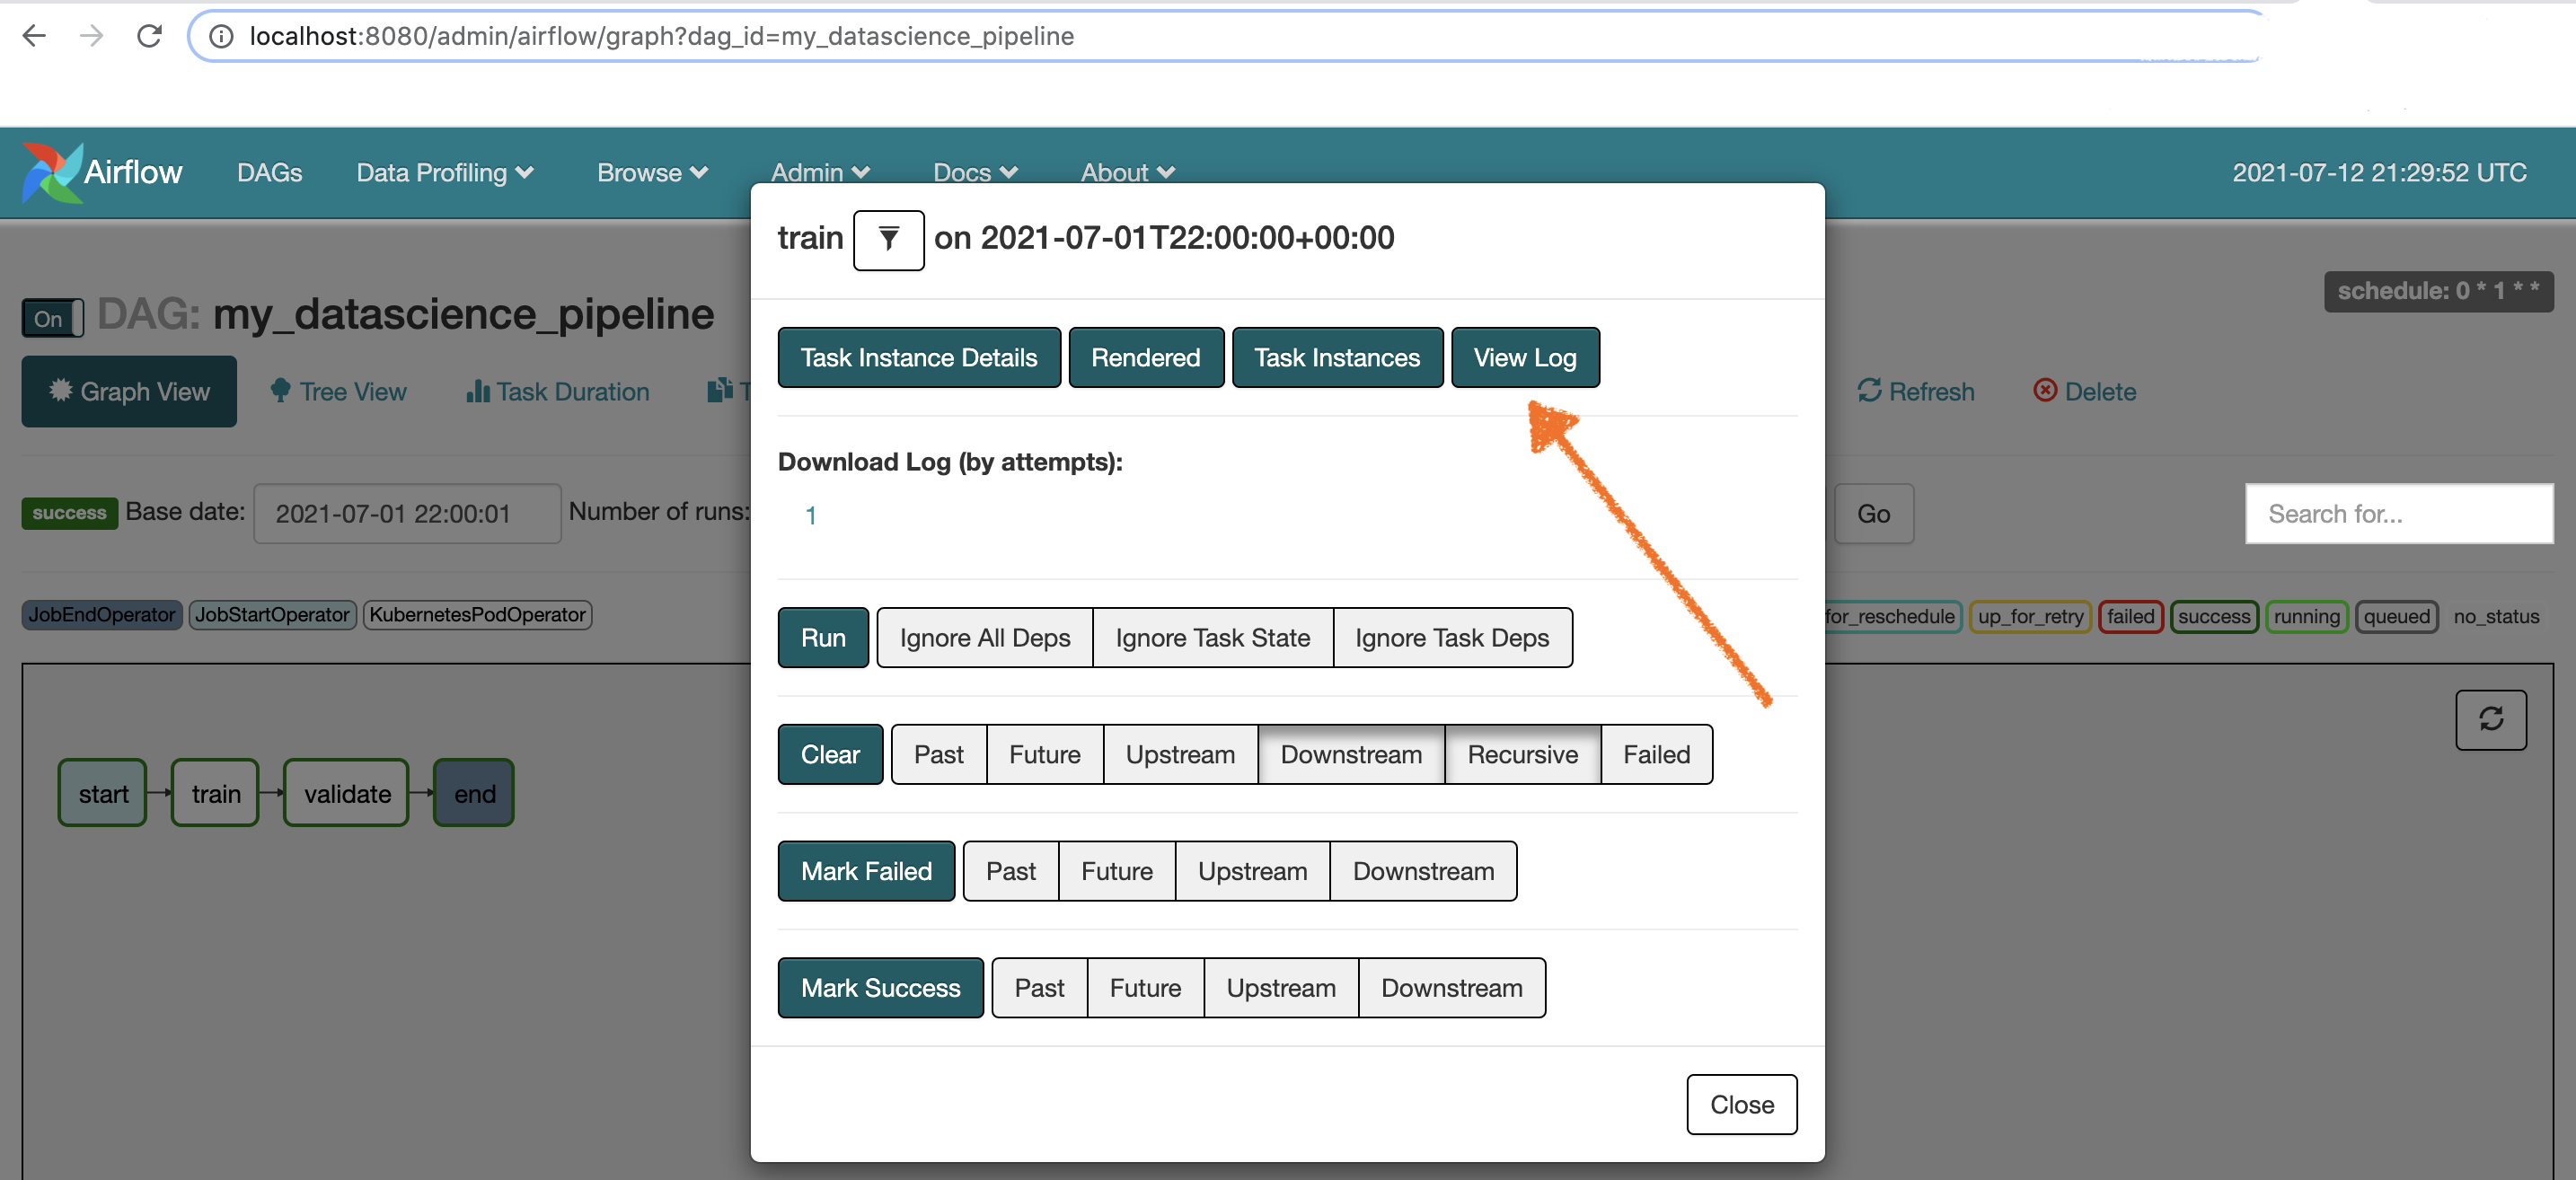 localhost:8080/admin/airflow/graph?dag_id=my_datascience_pipeline
Airflow DAGs Data Profiling Browse Admin Docs About 2021-07-12 21:29:52 UTC
train on 2021-07-01T22:00:00+00:00
schedule: 0 * 1 * *
On DAG: my_datascience_pipeline
Task Instance Details Rendered Task Instances View Log
Graph View Tree View Task Duration T Refresh Delete
Download Log (by attempts):
success Base date: 2021-07-01 22:00:01 Number of runs: Go Search for...
1
JobEndOperator JobStartOperator KubernetesPodOperator for_reschedule up_for_retry failed success running queued no_status
Run Ignore All Deps Ignore Task State Ignore Task Deps
Clear Past Future Upstream Downstream Recursive Failed
start train validate end
Mark Failed Past Future Upstream Downstream
Mark Success Past Future Upstream Downstream
Close